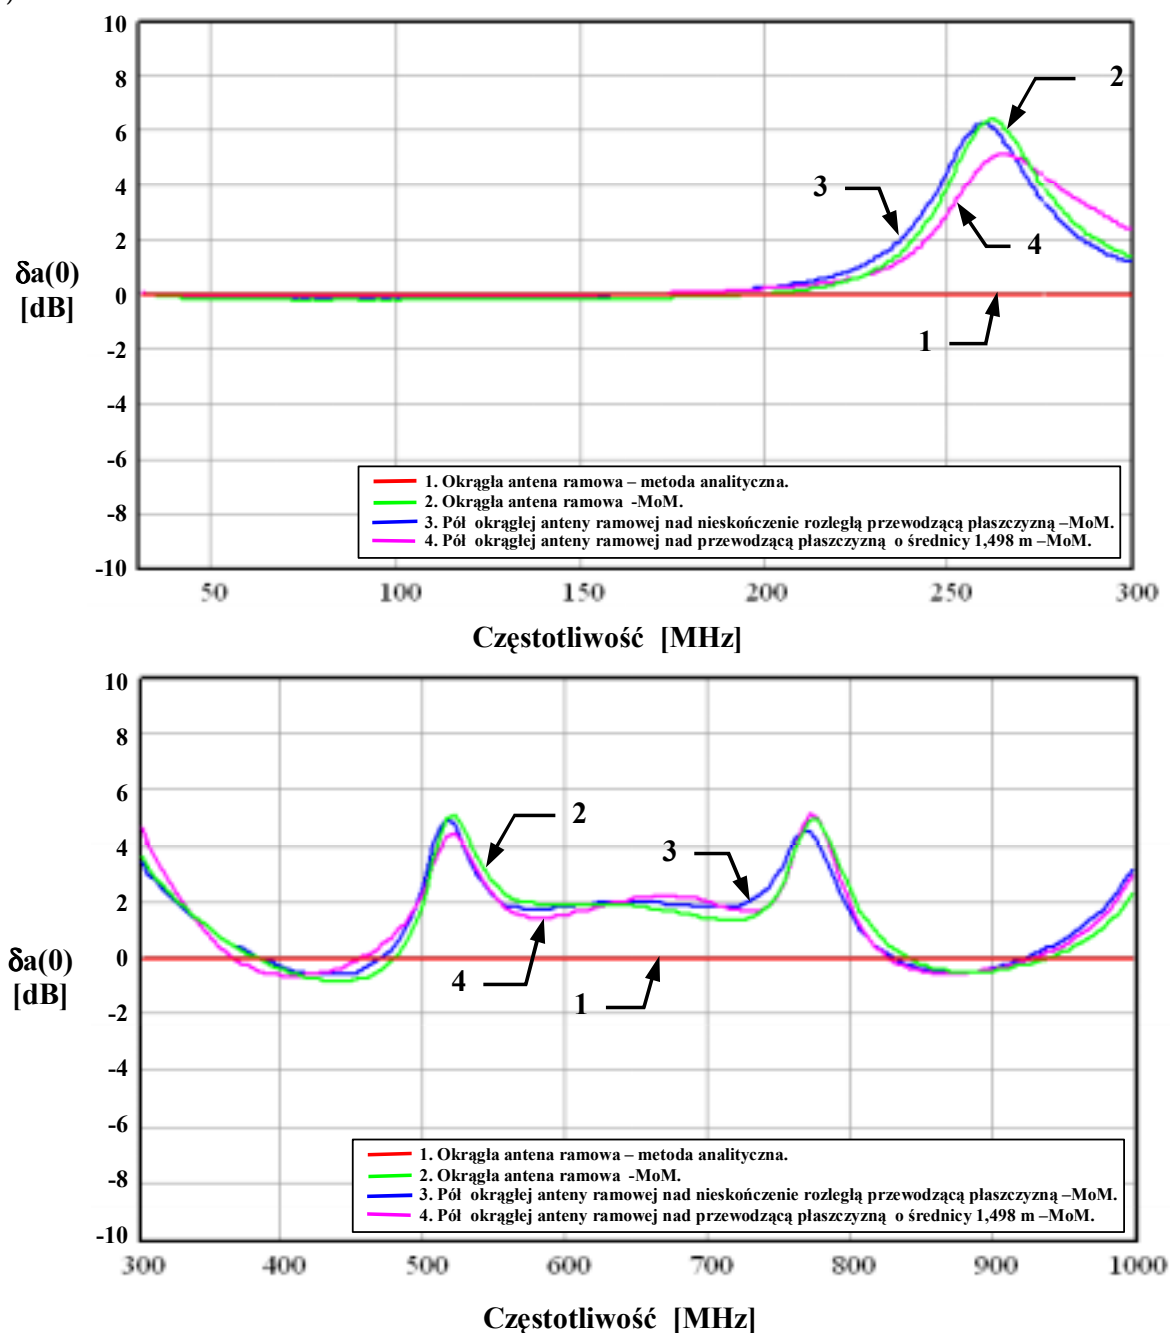 )
10
8
6
4
2
0
-2
-4
-6
-8
-10
δa(0)
[dB]
2
3
4
1
1. Okrągła antena ramowa – metoda analityczna.
2. Okrągła antena ramowa -MoM.
3. Pół okrągłej anteny ramowej nad nieskończenie rozległą przewodzącą płaszczyzną –MoM.
4. Pół okrągłej anteny ramowej nad przewodzącą płaszczyzną o średnicy 1,498 m –MoM.
50 100 150 200 250 300
Częstotliwość [MHz]
10
8
6
4
2
0
-2
-4
-6
-8
-10
δa(0)
[dB]
2
3
4
1
1. Okrągła antena ramowa – metoda analityczna.
2. Okrągła antena ramowa -MoM.
3. Pół okrągłej anteny ramowej nad nieskończenie rozległą przewodzącą płaszczyzną –MoM.
4. Pół okrągłej anteny ramowej nad przewodzącą płaszczyzną o średnicy 1,498 m –MoM.
300 400 500 600 700 800 900 1000
Częstotliwość [MHz]